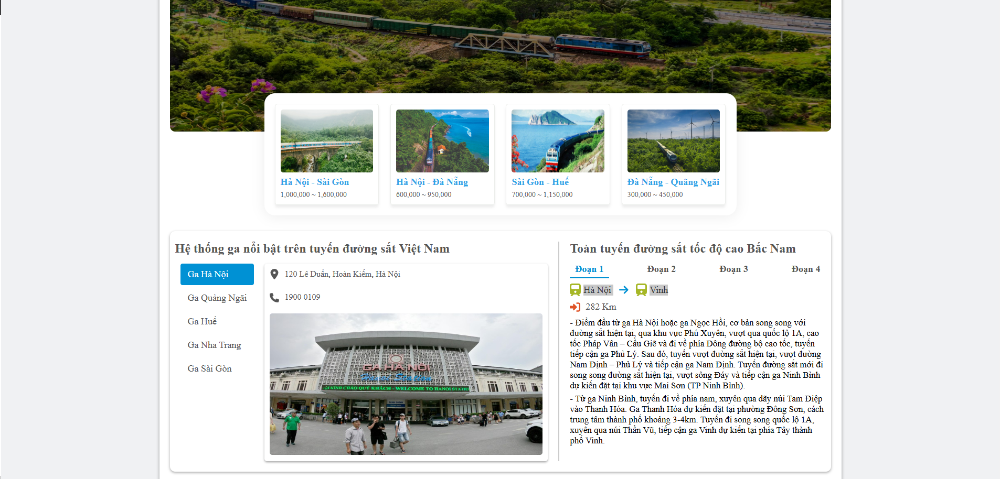 Hà Nội - Sài Gòn
1,000,000 ~ 1,600,000
Hà Nội - Đà Nẵng
600,000 ~ 950,000
Sài Gòn - Huế
700,000 ~ 1,150,000
Đà Nẵng - Quãng Ngãi
300,000 ~ 450,000
Hệ thống ga nổi bật trên tuyến đường sắt Việt Nam
Ga Hà Nội
Ga Quảng Ngãi
Ga Huế
Ga Nha Trang
Ga Sài Gòn
120 Lê Duẩn, Hoàn Kiếm, Hà Nội
1900 0109
GA HÀ NỘI
Hanoi Station
ỘI KÍNH CHÀO QUÝ KHÁCH - WELCOME TO HANOI STATIO
Toàn tuyến đường sắt tốc độ cao Bắc Nam
Đoạn 1 Đoạn 2 Đoạn 3 Đoạn 4
Hà Nội Vinh
282 Km
- Điểm đầu từ ga Hà Nội hoặc ga Ngọc Hồi, cơ bản song song với
đường sắt hiện tại, qua khu vực Phú Xuyên, vượt qua quốc lộ 1A, cao
tốc Pháp Vân – Cầu Giẽ và đi về phía Đông đường bộ cao tốc, tuyến
tiếp cận ga Phủ Lý. Sau đó, tuyến vượt đường sắt hiện tại, vượt đường
Nam Định – Phủ Lý và tiếp cận ga Nam Định. Tuyến đường sắt mới đi
song song đường sắt hiện tại, vượt sông Đáy và tiếp cận ga Ninh Bình
dự kiến đặt tại khu vực Mai Sơn (TP Ninh Bình).
- Từ ga Ninh Bình, tuyến đi về phía nam, xuyên qua dãy núi Tam Điệp
vào Thanh Hóa. Ga Thanh Hóa dự kiến đặt tại phường Đông Sơn, cách
trung tâm thành phố khoảng 3-4km. Tuyến đi song song quốc lộ 1A,
xuyên qua núi Thần Vũ, tiếp cận ga Vinh dự kiến tại phía Tây thành
phố Vinh.